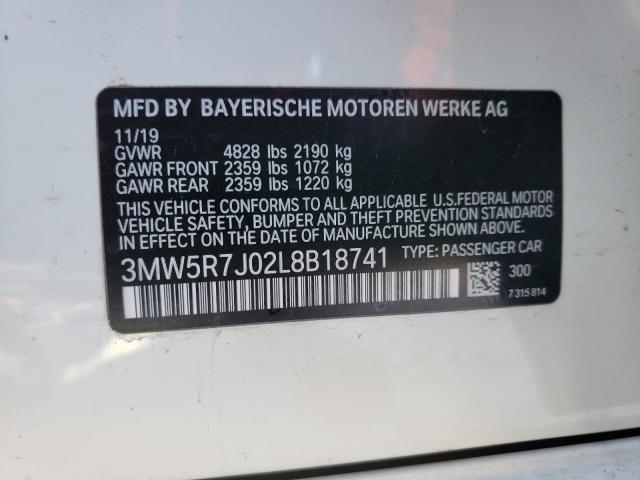 MFD BY BAYERISCHE MOTOREN WERKE AG
11/19
GVWR 4828 lbs 2190 kg
GAWR FRONT 2359 lbs 1072 kg
GAWR REAR 2359 lbs 1220 kg
THIS VEHICLE CONFORMS TO ALL APPLICABLE U.S.FEDERAL MOTOR
VEHICLE SAFETY, BUMPER AND THEFT PREVENTION STANDARDS
IN EFFECT ON THE DATE OF MANUFACTURE SHOWN ABOVE.
3MW5R7J02L8B18741 TYPE: PASSENGER CAR
300
7 315 814